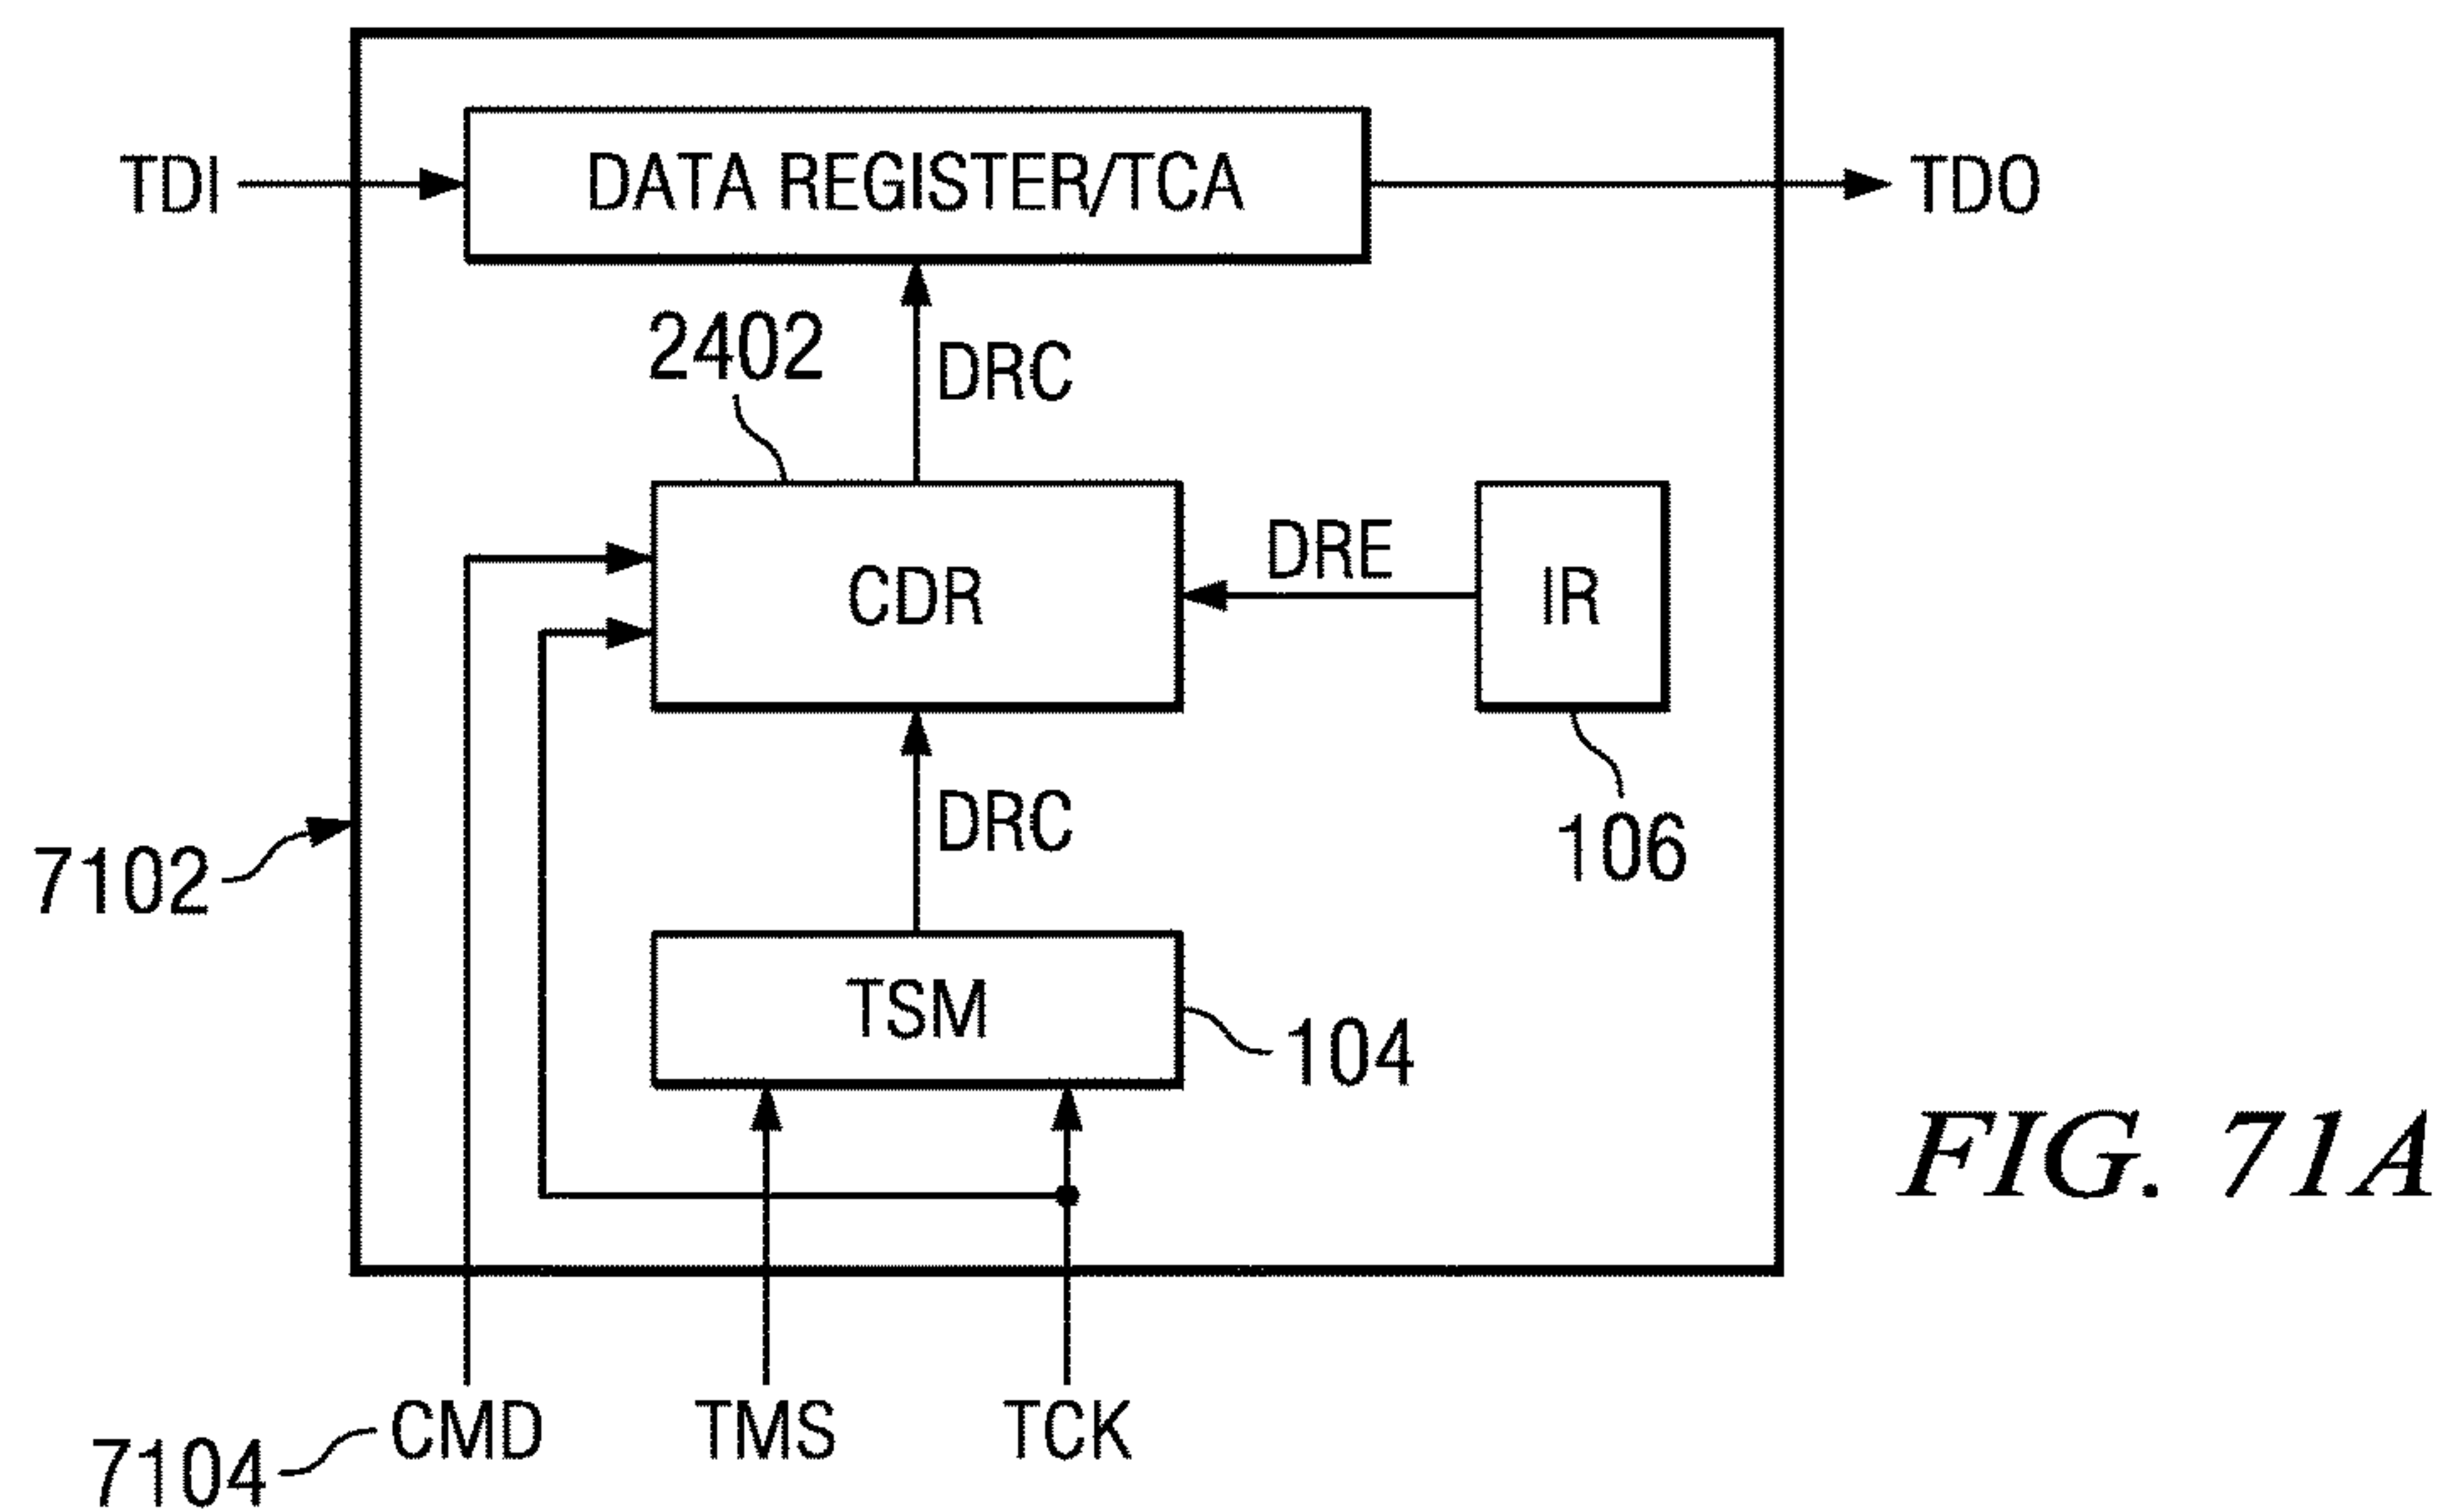 TDI
DATA REGISTER/TCA
TDO
2402
DRC
CDR
DRE
IR
106
DRC
7102
TSM
104
CMD
TMS
TCK
7104
FIG. 71A